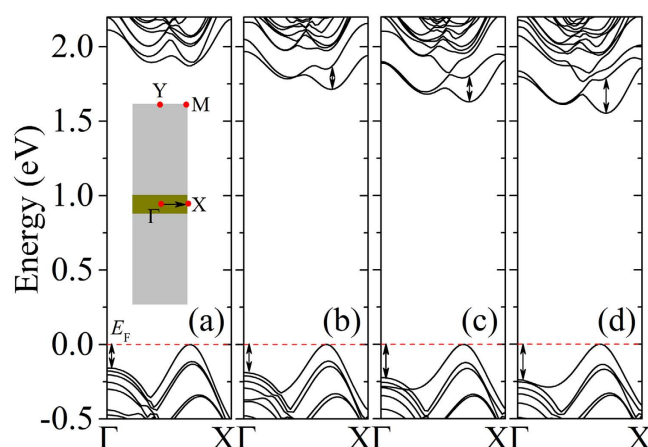 Energy (eV)
2.0
1.5
1.0
0.5
0.0
-0.5
Y
M
Γ
X
E_F
(a)
(b)
(c)
(d)
Γ
XΓ
XΓ
XΓ
X